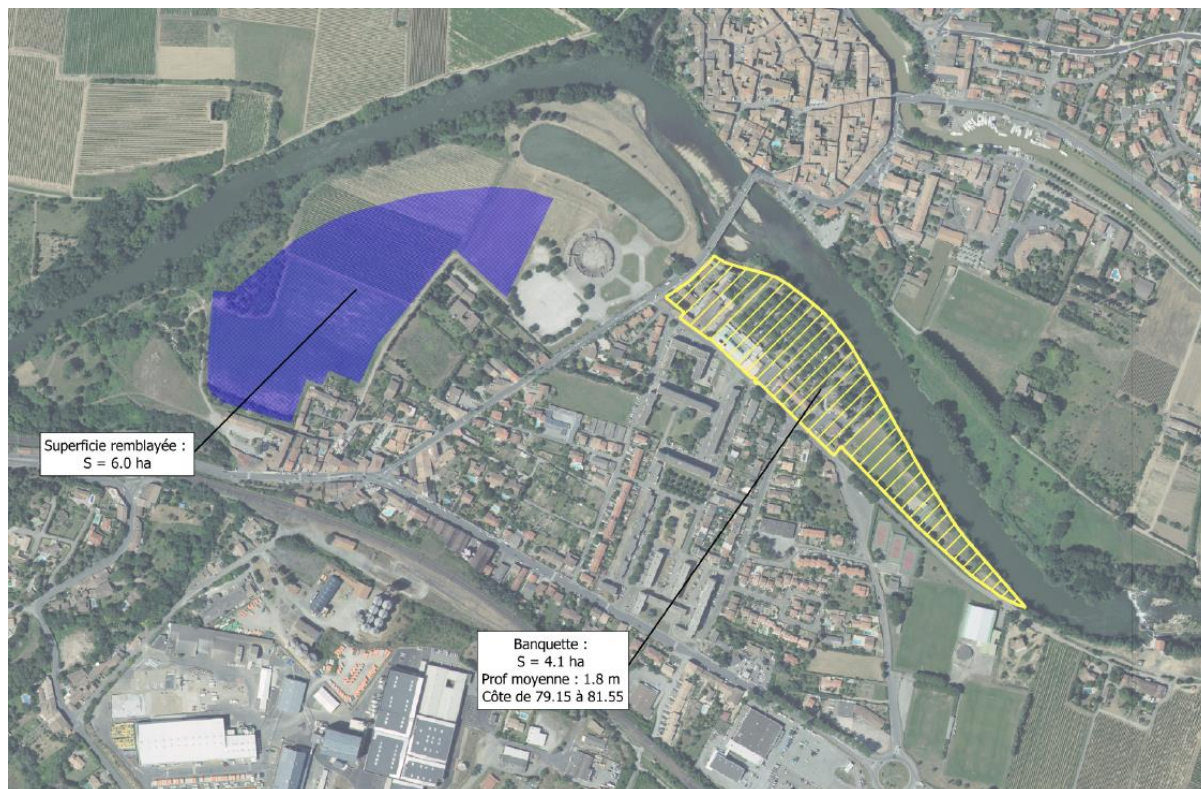 Superficie remblayée :
S = 6.0 ha
Banquette :
S = 4.1 ha
Prof moyenne : 1.8 m
Côte de 79.15 à 81.55